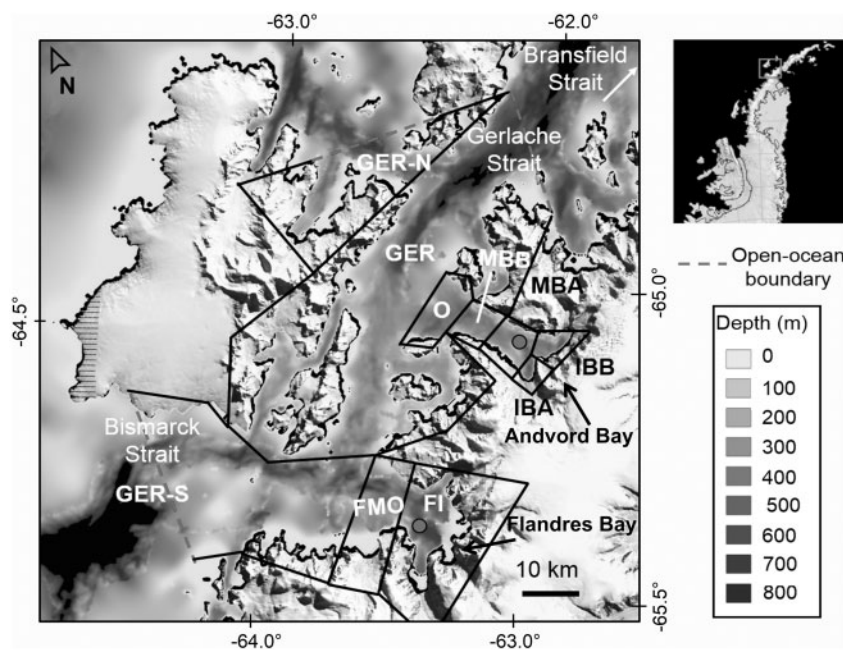 -63.0°
-62.0°
N
Bransfield
Strait
Gerlache
Strait
GER-N
GER
MBB
MBA
O
-64.5°
-65.0°
IBB
IBA
Andvord Bay
Bismarck
Strait
GER-S
FMO
FI
Flandres Bay
10 km
-65.5°
-64.0°
-63.0°
Open-ocean
boundary
Depth (m)
0
100
200
300
400
500
600
700
800